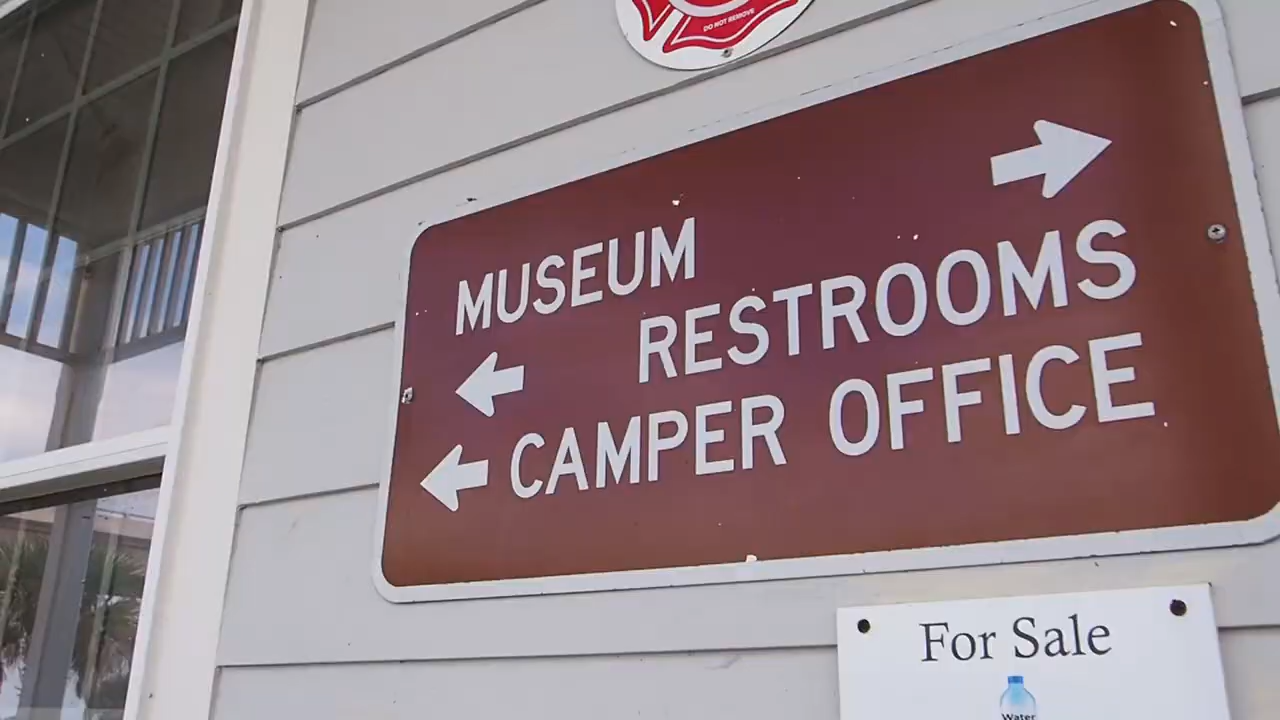 DO NOT REMOVE
MUSEUM
RESTROOMS
CAMPER OFFICE
For Sale
Water